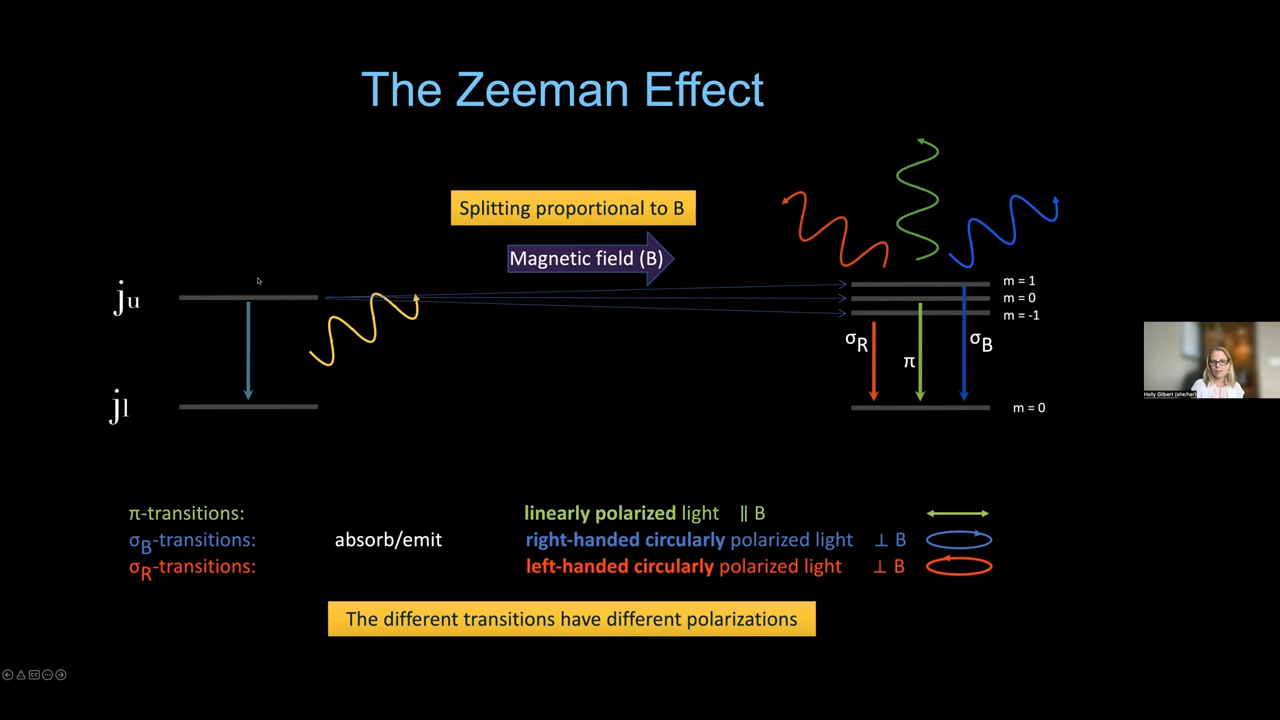 The Zeeman Effect
Splitting proportional to B
Magnetic field (B)
ju
jl
m = 1
m = 0
m = -1
σR
π
σB
m = 0
π-transitions: linearly polarized light ∥ B
σB-transitions: absorb/emit right-handed circularly polarized light ⊥ B
σR-transitions: left-handed circularly polarized light ⊥ B
The different transitions have different polarizations
Holly Gilbert (she/her)